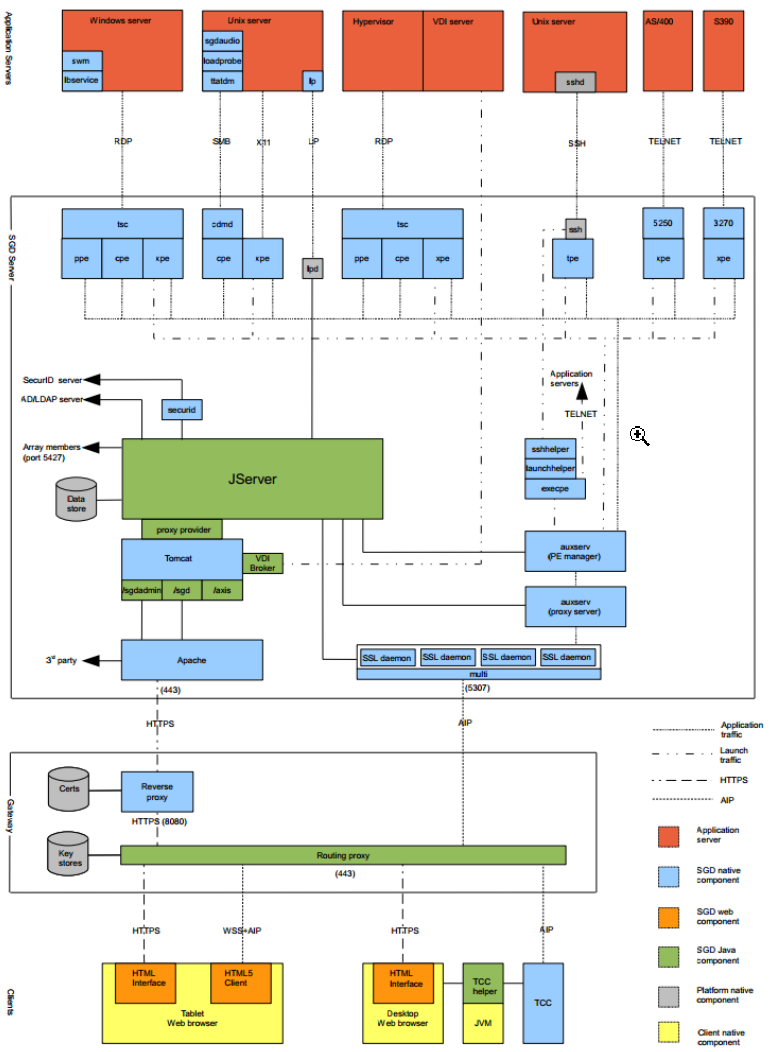 Application Servers
Windows server
swm
lbservice
Unix server
sgdaudio
loadprobe
ttatdm
lp
Hypervisor
VDI server
Unix server
sshd
AS/400
S390
RDP
SMB
X11
LP
RDP
SSH
TELNET
TELNET
SGD Server
tsc
ppe
cpe
xpe
cdmd
cpe
xpe
lpd
tsc
ppe
cpe
xpe
ssh
tpe
5250
xpe
3270
xpe
SecurID server
AD/LDAP server
securid
Array members
(port 5427)
Data
store
JServer
Application
servers
TELNET
sshhelper
launchhelper
execpe
proxy provider
Tomcat
VDI
Broker
/sgdadmin
/sgd
/axis
auxserv
(PE manager)
auxserv
(proxy server)
3rd party
Apache
(443)
SSL daemon
SSL daemon
SSL daemon
SSL daemon
multi
(5307)
HTTPS
AIP
Gateway
Certs
Reverse
proxy
HTTPS (8080)
Key
stores
Routing proxy
(443)
HTTPS
WSS+AIP
HTTPS
AIP
Clients
HTML
Interface
HTML5
Client
Tablet
Web browser
HTML
Interface
Desktop
Web browser
TCC
helper
JVM
TCC
Application
traffic
Launch
traffic
HTTPS
AIP
Application
server
SGD native
component
SGD web
component
SGD Java
component
Platform native
component
Client native
component